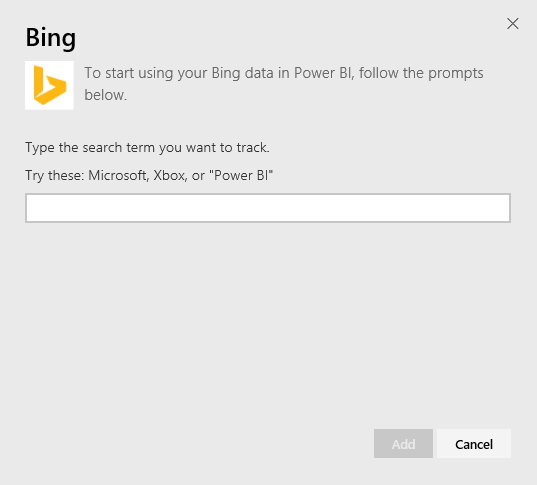 Bing
To start using your Bing data in Power BI, follow the prompts
below.
Type the search term you want to track.
Try these: Microsoft, Xbox, or "Power BI"
Add
Cancel